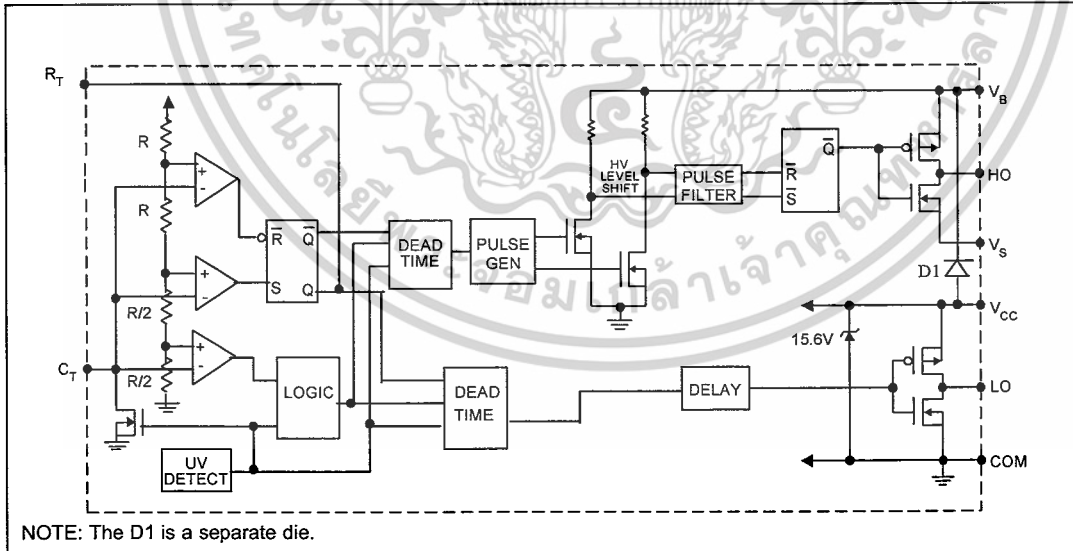 R_T
V_B
R
+
-
HV LEVEL SHIFT
Q̅
HO
PULSE FILTER
R̅
S̅
R
R̅
Q̅
DEAD TIME
PULSE GEN
V_S
S
Q
D1
+
-
R/2
V_CC
15.6V
+
-
C_T
R/2
LOGIC
DEAD TIME
DELAY
LO
UV DETECT
COM
NOTE: The D1 is a separate die.